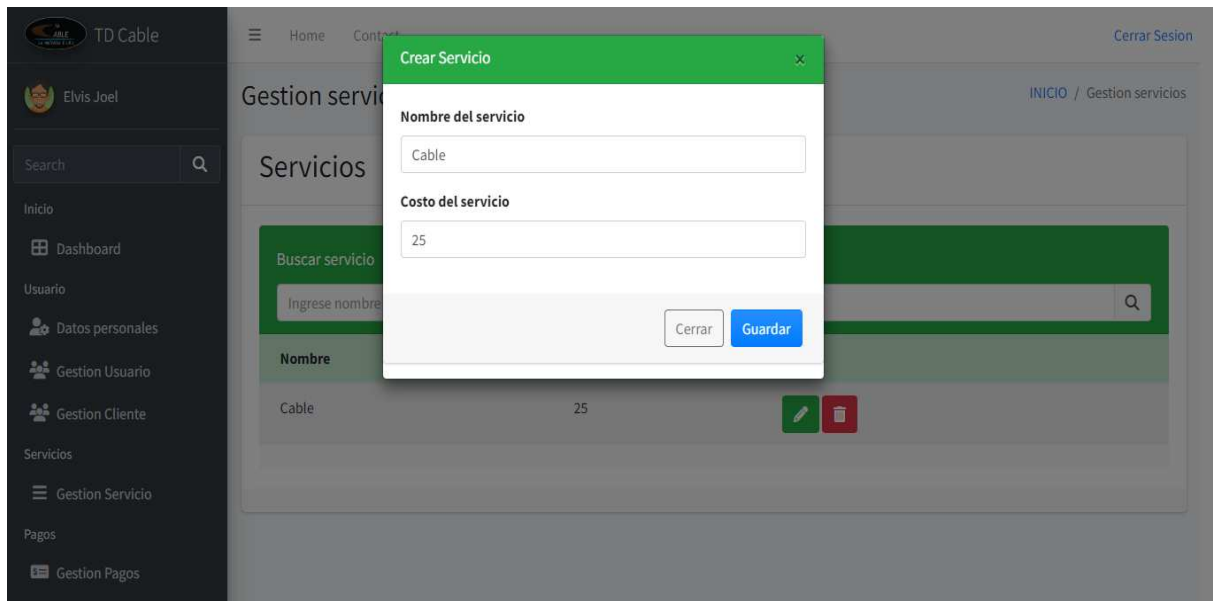 TD Cable
Home Cont
Cerrar Sesion
Elvis Joel
Gestion servic
INICIO / Gestion servicios
Search
Servicios
Inicio
Dashboard
Usuario
Datos personales
Gestion Usuario
Gestion Cliente
Servicios
Gestion Servicio
Pagos
Gestion Pagos
Buscar servicio
Ingrese nombre
Nombre
Cable 25
Crear Servicio ×
Nombre del servicio
Cable
Costo del servicio
25
Cerrar Guardar